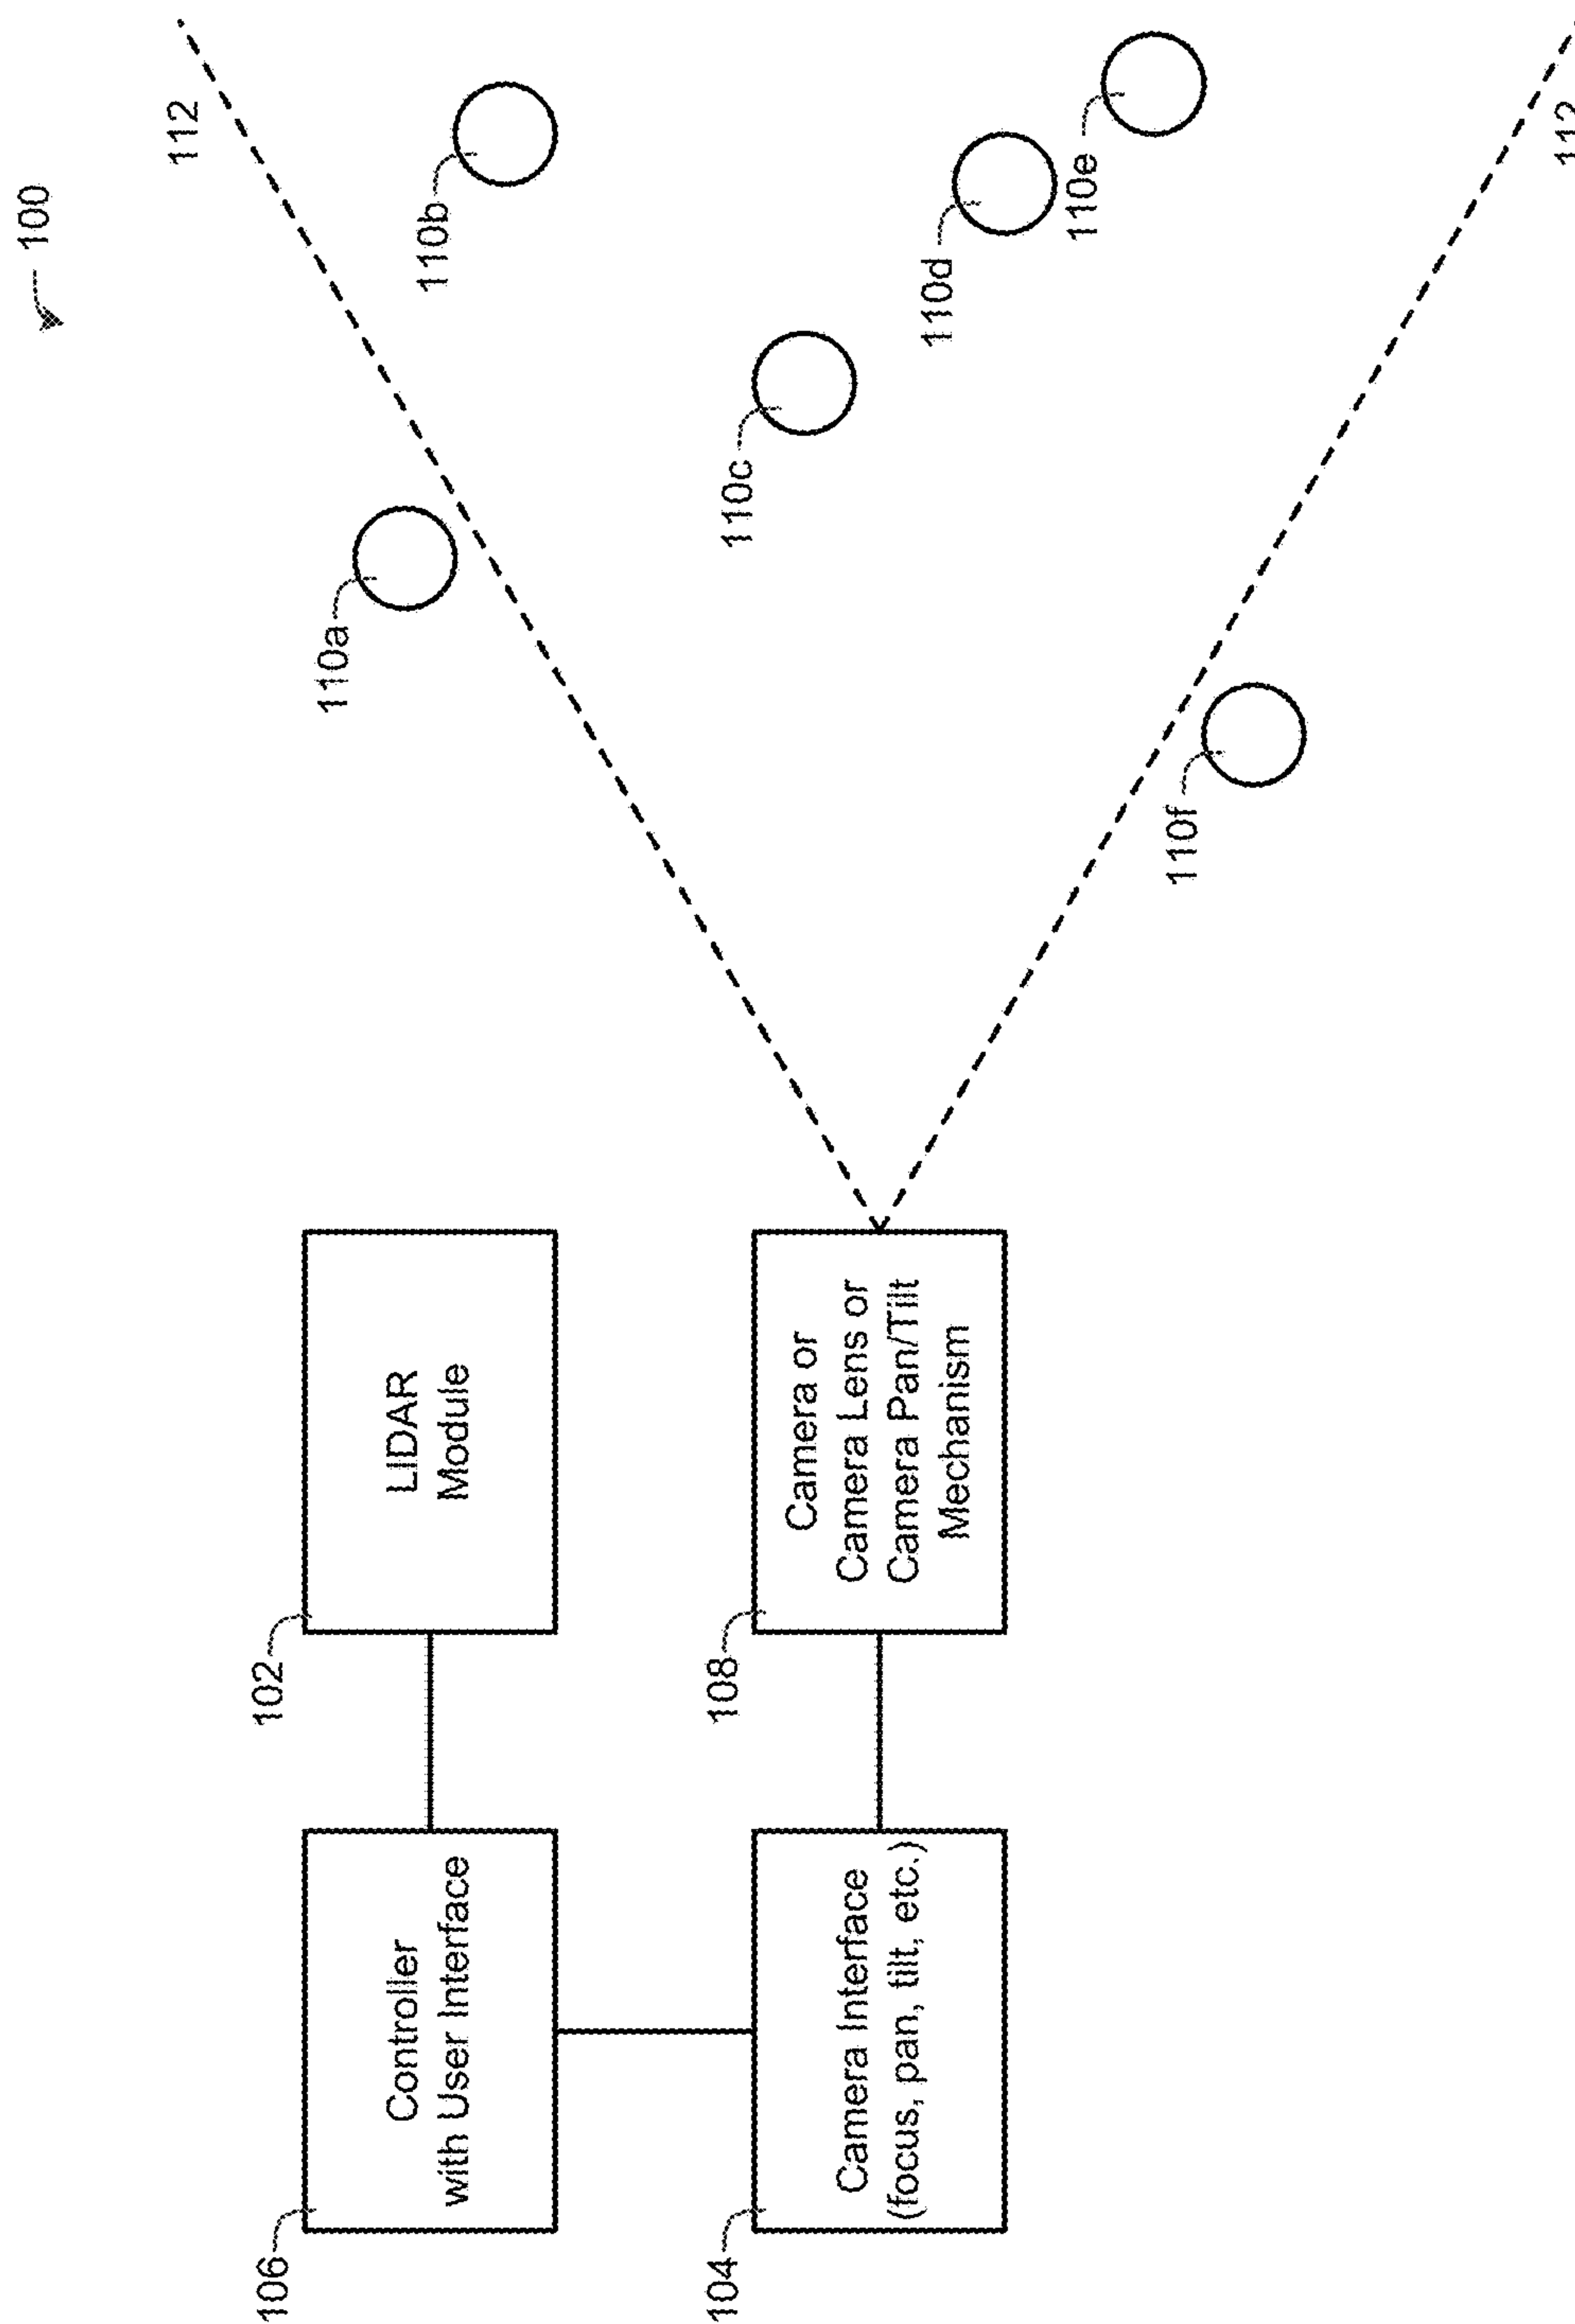 100
112
110a
110b
110c
110d
110e
110f
112
106
Controller
with User Interface
102
LIDAR
Module
104
Camera Interface
(focus, pan, tilt, etc.)
108
Camera or
Camera Lens or
Camera Pan/Tilt
Mechanism